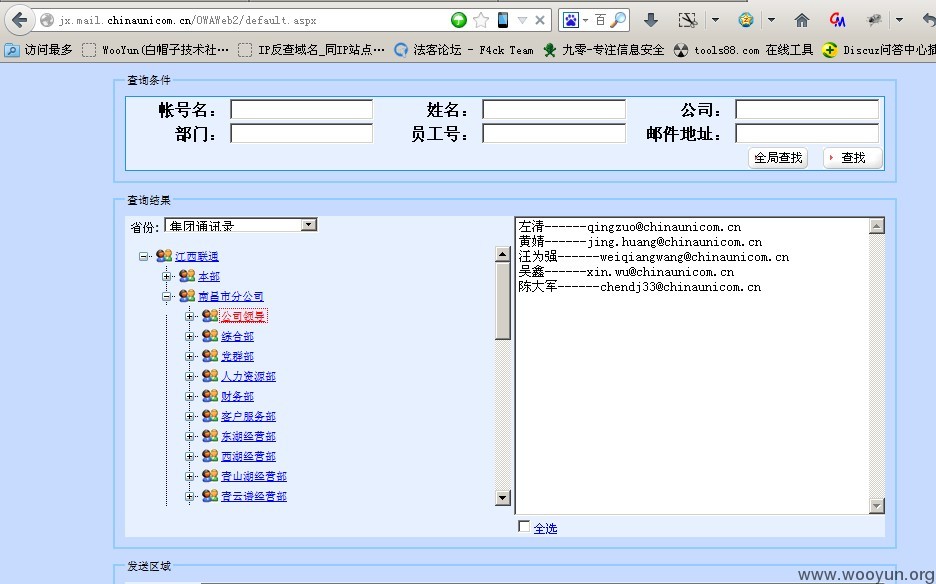 jx.mail.chinaunicom.cn/OWAWeb2/default.aspx
百
访问最多 WooYun(白帽子技术社… IP反查域名_同IP站点… 法客论坛 - F4ck Team 九零-专注信息安全 tools88.com 在线工具 Discuz问答中心插
查询条件
帐号名： 姓名： 公司：
部门： 员工号： 邮件地址：
全局查找 查找
查询结果
省份: 集团通讯录
江西联通
本部
南昌市分公司
公司领导
综合部
党群部
人力资源部
财务部
客户服务部
东湖经营部
西湖经营部
青山湖经营部
青云谱经营部
左清------qingzuo@chinaunicom.cn
黄婧------jing.huang@chinaunicom.cn
汪为强------weiqiangwang@chinaunicom.cn
吴鑫------xin.wu@chinaunicom.cn
陈大军------chendj33@chinaunicom.cn
全选
发送区域
www.wooyun.org